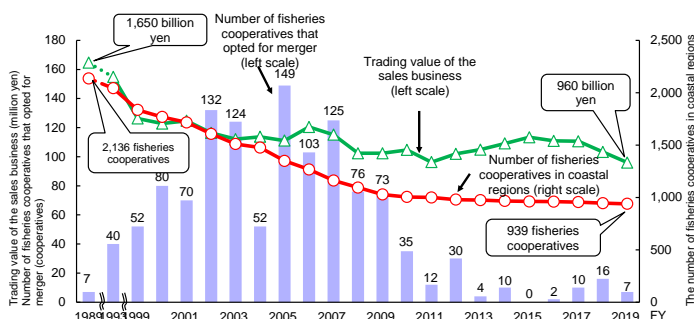 1,650 billion
yen
Number of fisheries
cooperatives that
opted for merger
(left scale)
Trading value of the
sales business
(left scale)
960 billion
yen
2,136 fisheries
cooperatives
Number of fisheries
cooperatives in coastal
regions (right scale)
939 fisheries
cooperatives
Trading value of the sales business (million yen)
Number of fisheries cooperatives that opted for
merger (cooperatives)
180
160
140
120
100
80
60
40
20
0
2,500
2,000
1,500
1,000
500
0
The number of fisheries cooperatives in coastal regions
7
40
52
80
70
132
124
52
149
103
125
76
73
35
12
30
4
10
0
2
10
16
7
1989 1993 1999 2001 2003 2005 2007 2009 2011 2013 2015 2017 2019 FY